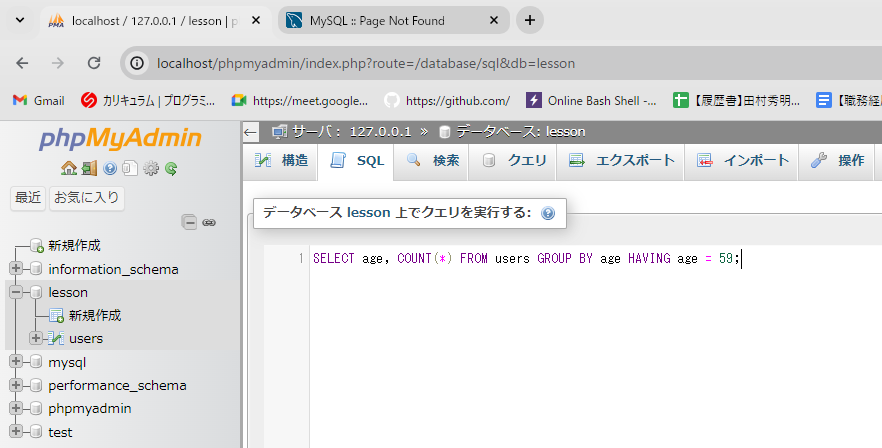 localhost / 127.0.0.1 / lesson | p
MySQL :: Page Not Found
localhost/phpmyadmin/index.php?route=/database/sql&db=lesson
Gmail
カリキュラム | プログラミ...
https://meet.google...
https://github.com/
Online Bash Shell -...
【履歴書】田村秀明...
【職務経
phpMyAdmin
最近 お気に入り
新規作成
information_schema
lesson
新規作成
users
mysql
performance_schema
phpmyadmin
test
サーバ: 127.0.0.1 » データベース: lesson
構造 SQL 検索 クエリ エクスポート インポート 操作
データベース lesson 上でクエリを実行する:
1 SELECT age, COUNT(*) FROM users GROUP BY age HAVING age = 59;